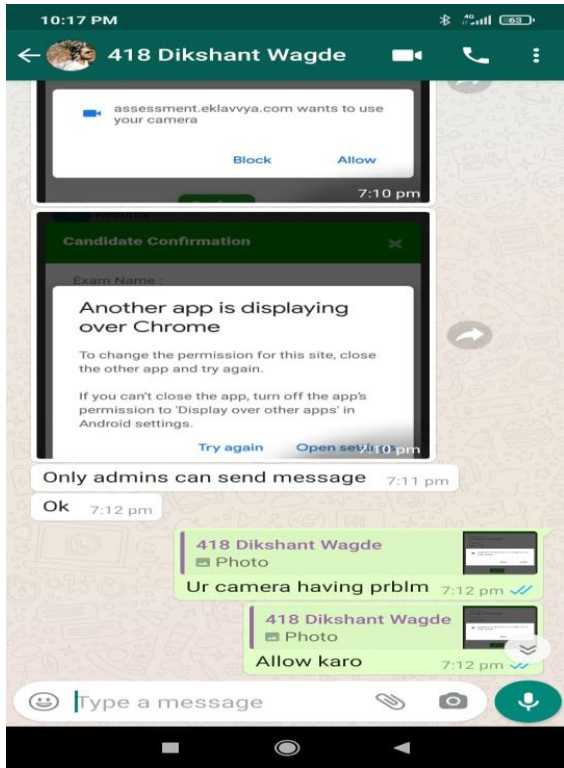 10:17 PM
4G
63
418 Dikshant Wagde
assessment.eklavvya.com wants to use
your camera
Block Allow
7:10 pm
Resume
Candidate Confirmation
Exam Name :
Another app is displaying
over Chrome
To change the permission for this site, close
the other app and try again.
If you can't close the app, turn off the app's
permission to 'Display over other apps' in
Android settings.
Try again Open settings
7:10 pm
Only admins can send message 7:11 pm
Ok 7:12 pm
418 Dikshant Wagde
Photo
Ur camera having prblm 7:12 pm
418 Dikshant Wagde
Photo
Allow karo 7:12 pm
Type a message